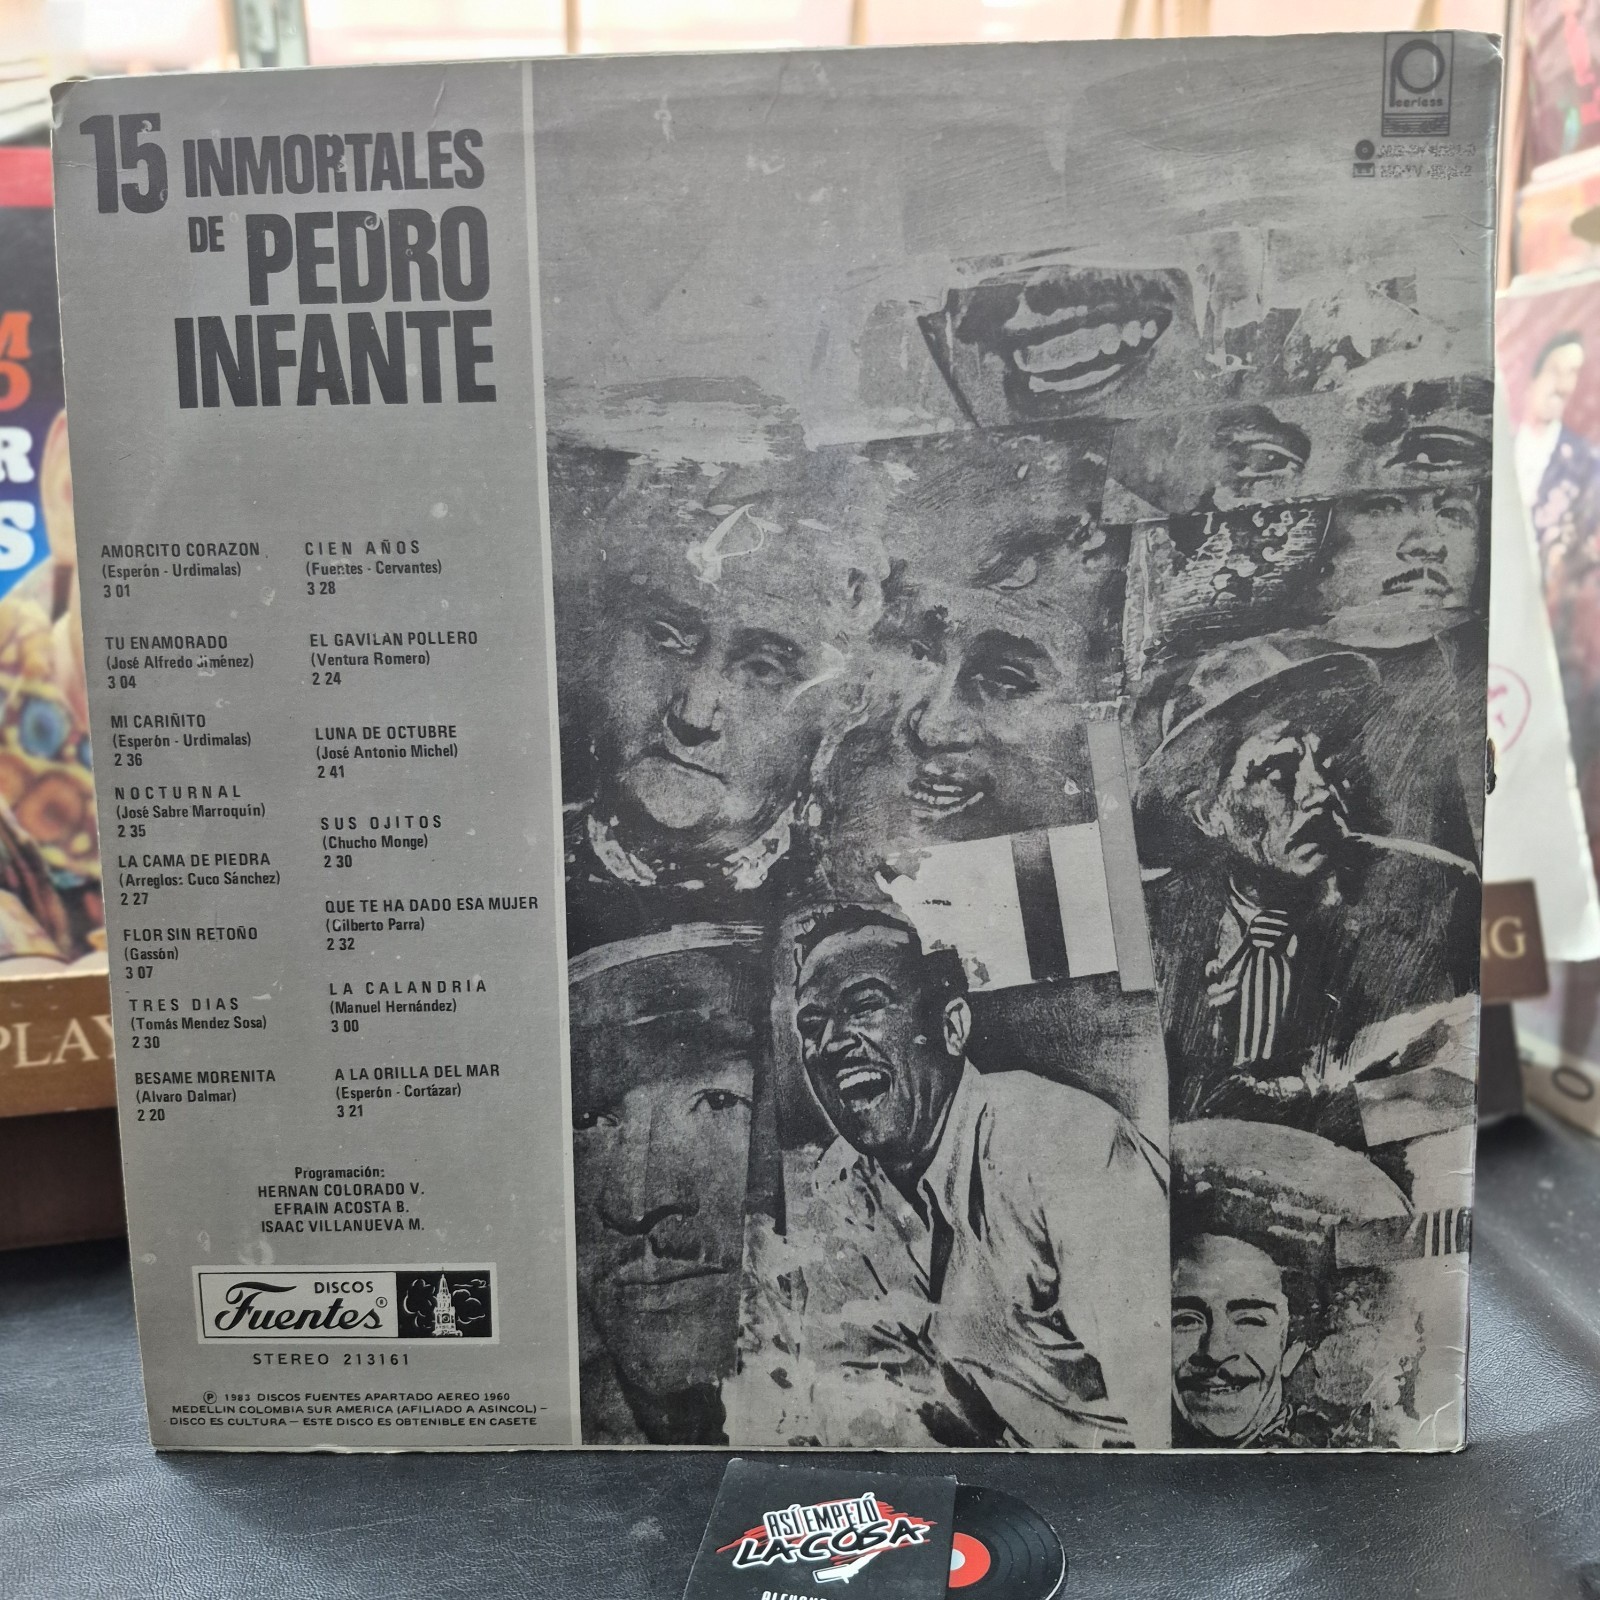 15 INMORTALES
DE PEDRO
INFANTE
Peerless
AMORCITO CORAZON
(Esperón - Urdimalas)
3 01
TU ENAMORADO
(José Alfredo Jiménez)
3 04
MI CARIÑITO
(Esperón - Urdimalas)
2 36
NOCTURNAL
(José Sabre Marroquín)
2 35
LA CAMA DE PIEDRA
(Arreglos: Cuco Sánchez)
2 27
FLOR SIN RETOÑO
(Gassón)
3 07
TRES DIAS
(Tomás Mendez Sosa)
2 30
BESAME MORENITA
(Alvaro Dalmar)
2 20
CIEN AÑOS
(Fuentes - Cervantes)
3 28
EL GAVILAN POLLERO
(Ventura Romero)
2 24
LUNA DE OCTUBRE
(José Antonio Michel)
2 41
SUS OJITOS
(Chucho Monge)
2 30
QUE TE HA DADO ESA MUJER
(Gilberto Parra)
2 32
LA CALANDRIA
(Manuel Hernández)
3 00
A LA ORILLA DEL MAR
(Esperón - Cortázar)
3 21
Programación:
HERNAN COLORADO V.
EFRAIN ACOSTA B.
ISAAC VILLANUEVA M.
DISCOS
Fuentes®
STEREO 213161
Ⓟ 1983 DISCOS FUENTES APARTADO AEREO 1960
MEDELLIN COLOMBIA SUR AMERICA (AFILIADO A ASINCOL) –
DISCO ES CULTURA — ESTE DISCO ES OBTENIBLE EN CASETE
PLAY
ASÍ EMPEZÓ
LA COSA